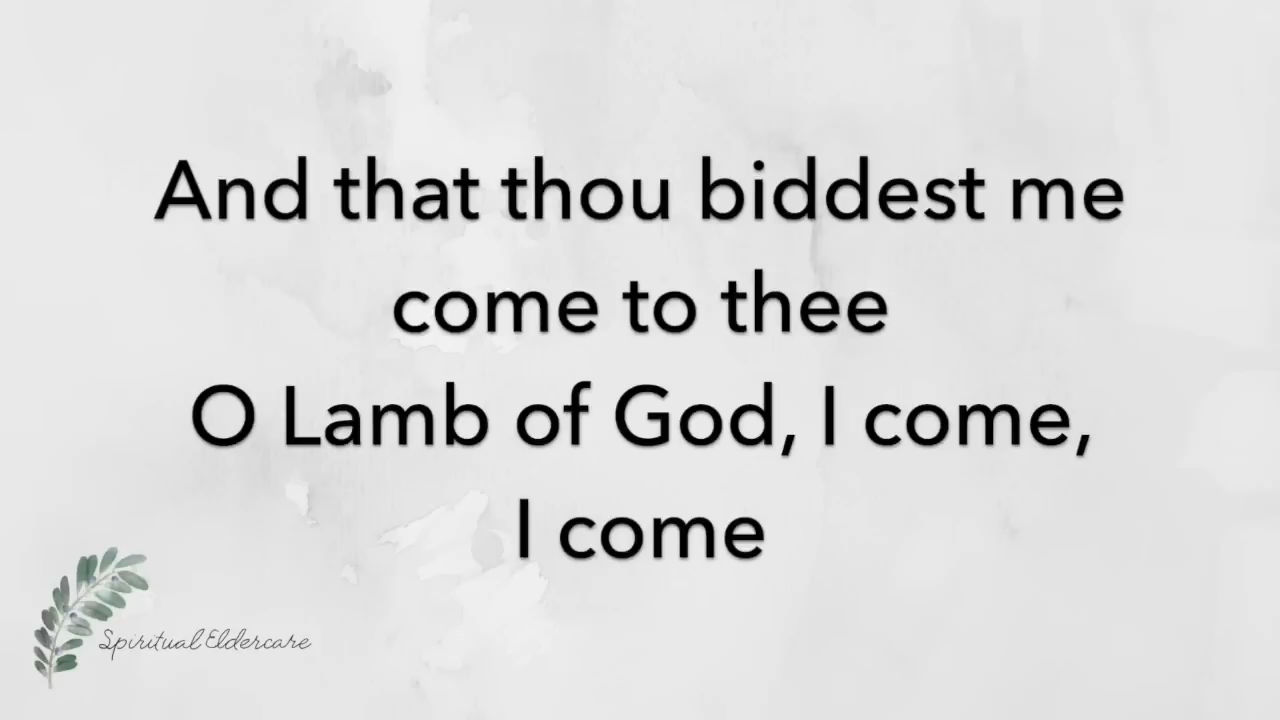 And that thou biddest me
come to thee
O Lamb of God, I come,
I come
Spiritual Eldercare